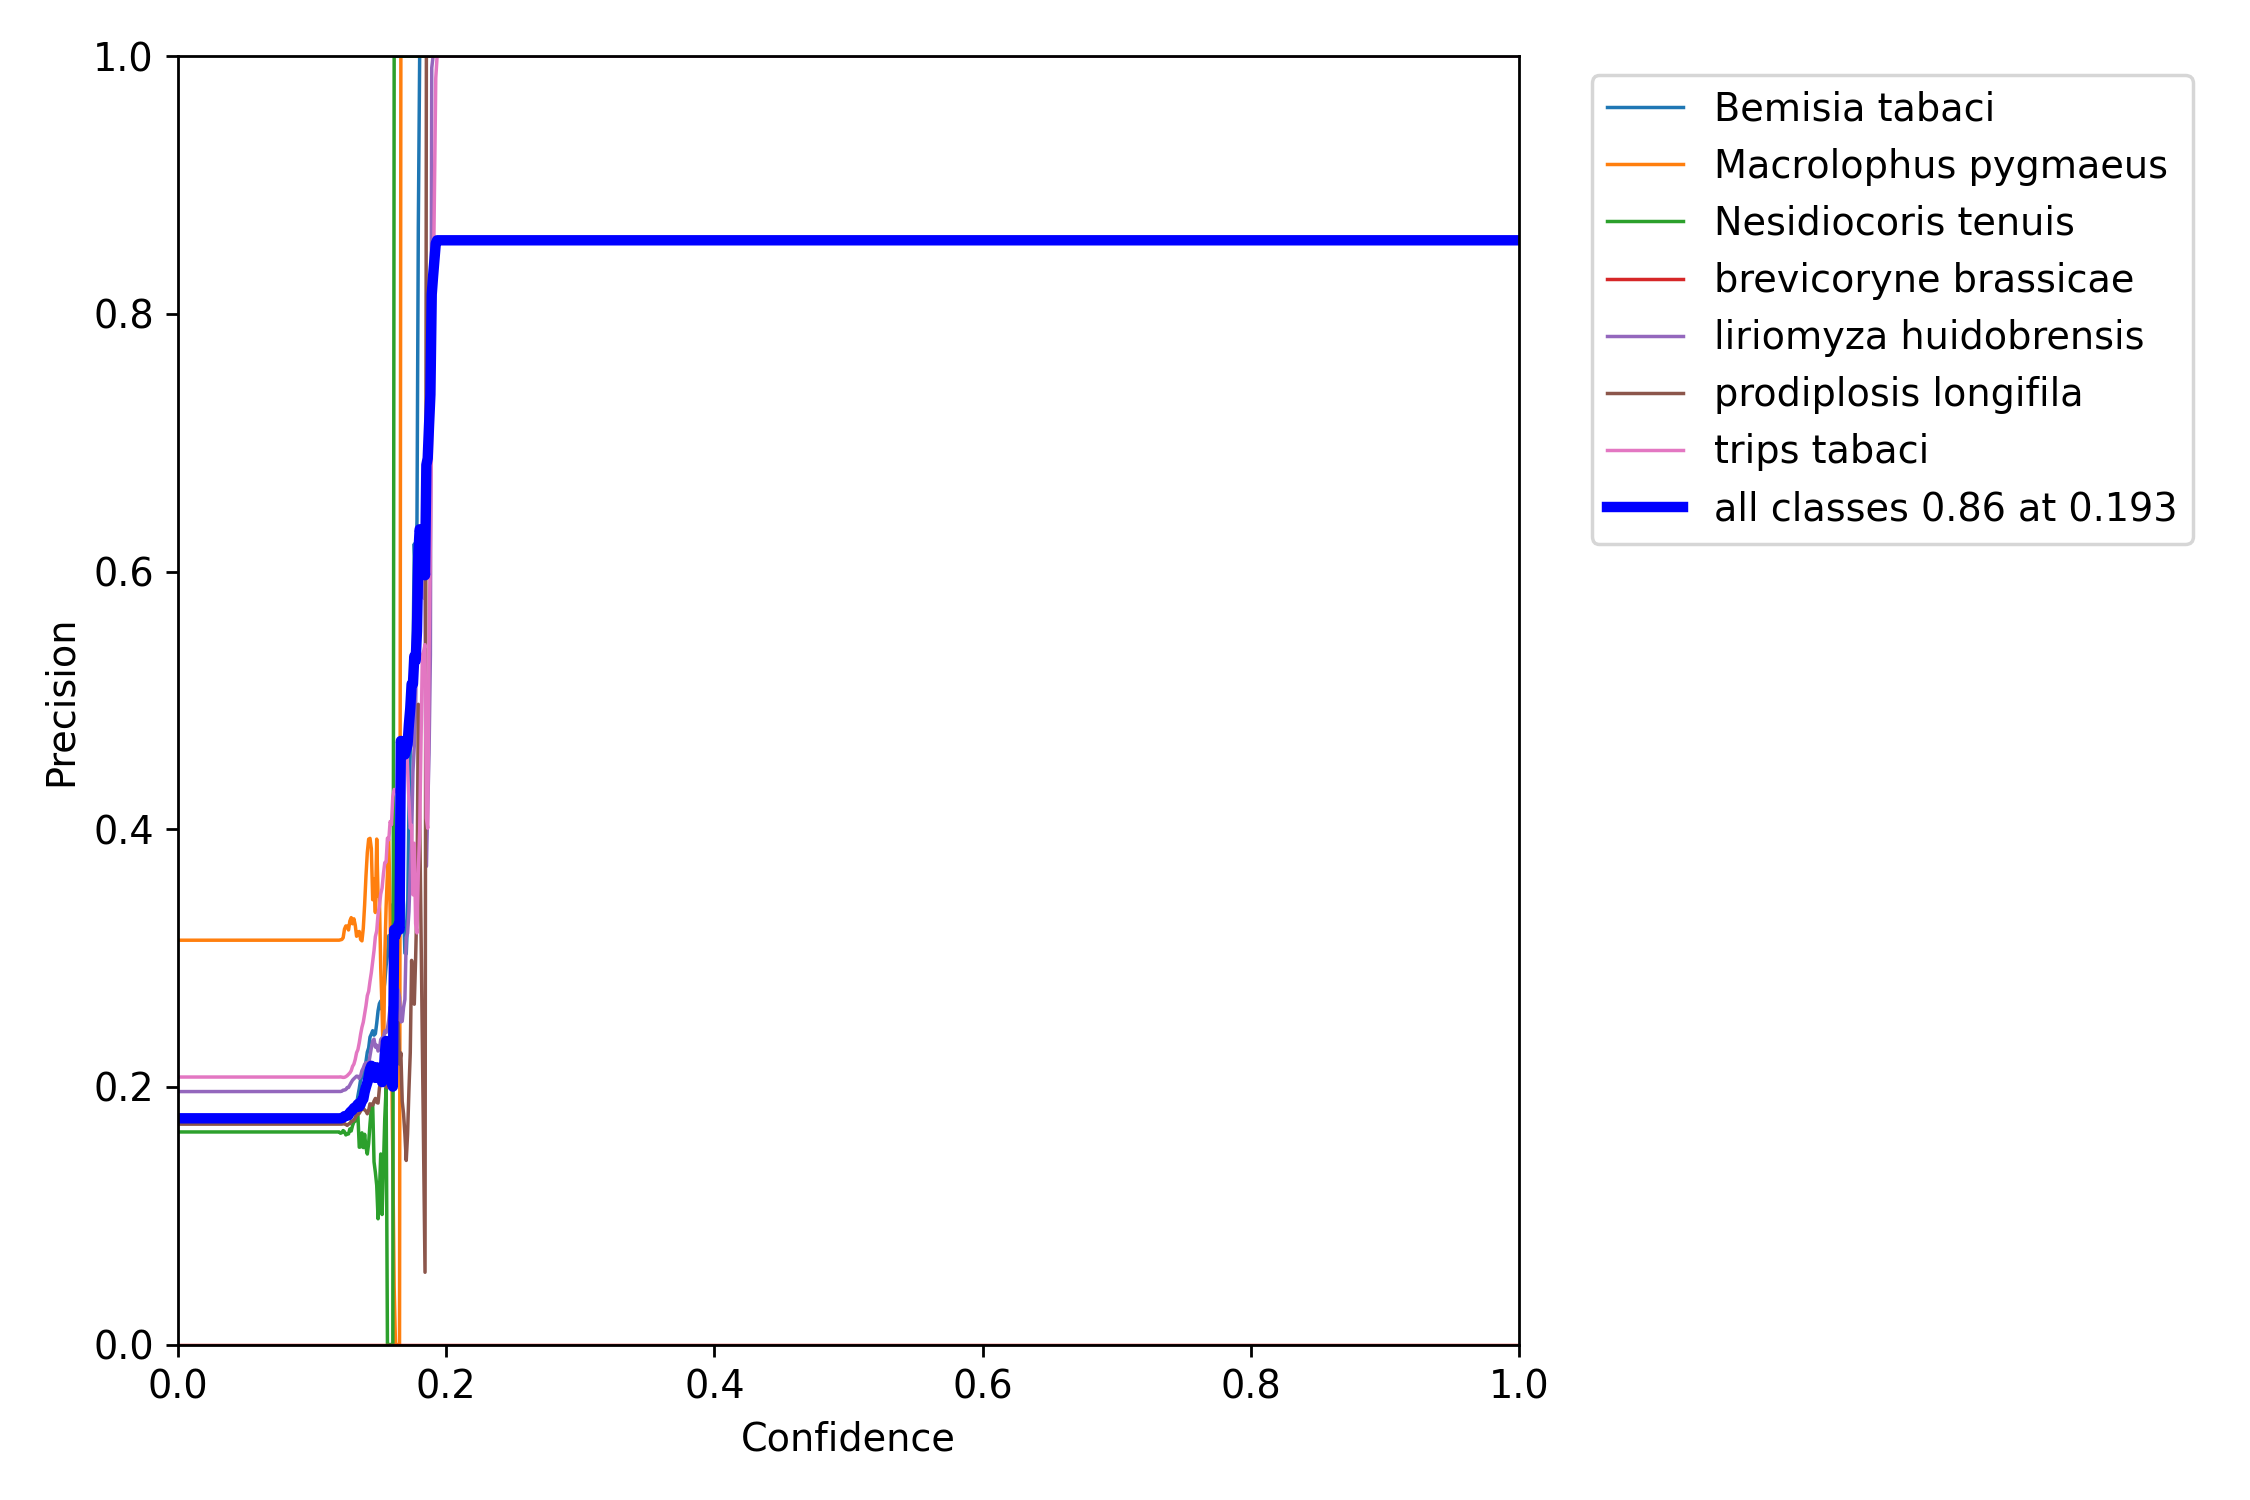 1.0
0.8
0.6
0.4
0.2
0.0
Precision
0.0 0.2 0.4 0.6 0.8 1.0
Confidence
Bemisia tabaci
Macrolophus pygmaeus
Nesidiocoris tenuis
brevicoryne brassicae
liriomyza huidobrensis
prodiplosis longifila
trips tabaci
all classes 0.86 at 0.193